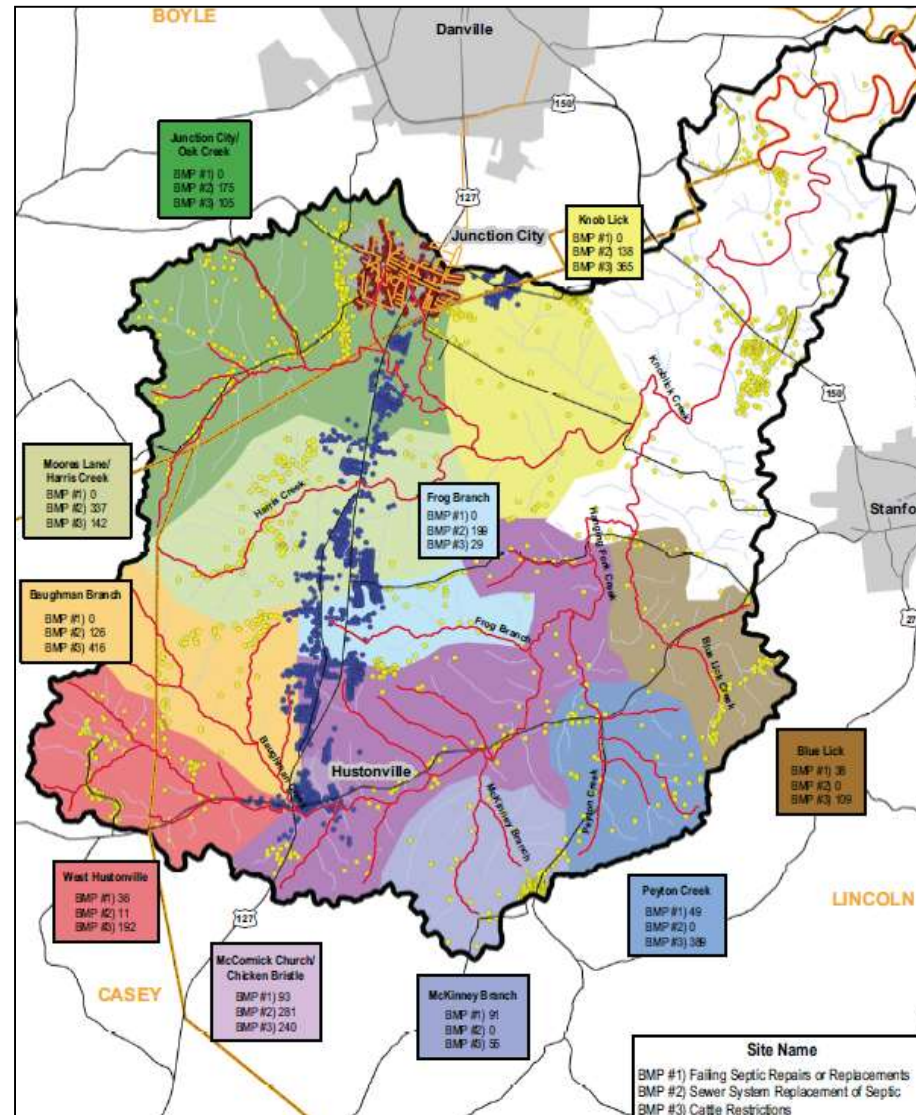 BOYLE
Danville
150
Junction City/
Oak Creek
BMP #1) 0
BMP #2) 175
BMP #3) 105
127
Knob Lick
BMP #1) 0
BMP #2) 138
BMP #3) 365
Junction City
Knoblick Creek
150
Moores Lane/
Harris Creek
BMP #1) 0
BMP #2) 337
BMP #3) 142
Harris Creek
Frog Branch
BMP #1) 0
BMP #2) 199
BMP #3) 29
Hanging Fork Creek
Stanfo
27
Baughman Branch
BMP #1) 0
BMP #2) 126
BMP #3) 416
Frog Branch
Blue Lick Creek
Baughman Creek
Hustonville
McKinney Branch
Peyton Creek
Blue Lick
BMP #1) 38
BMP #2) 0
BMP #3) 109
West Hustonville
BMP #1) 36
BMP #2) 11
BMP #3) 192
Peyton Creek
BMP #1) 49
BMP #2) 0
BMP #3) 389
LINCOLN
127
McCormick Church/
Chicken Bristle
BMP #1) 93
BMP #2) 281
BMP #3) 240
CASEY
McKinney Branch
BMP #1) 91
BMP #2) 0
BMP #3) 55
Site Name
BMP #1) Failing Septic Repairs or Replacements
BMP #2) Sewer System Replacement of Septic
BMP #3) Cattle Restrictions